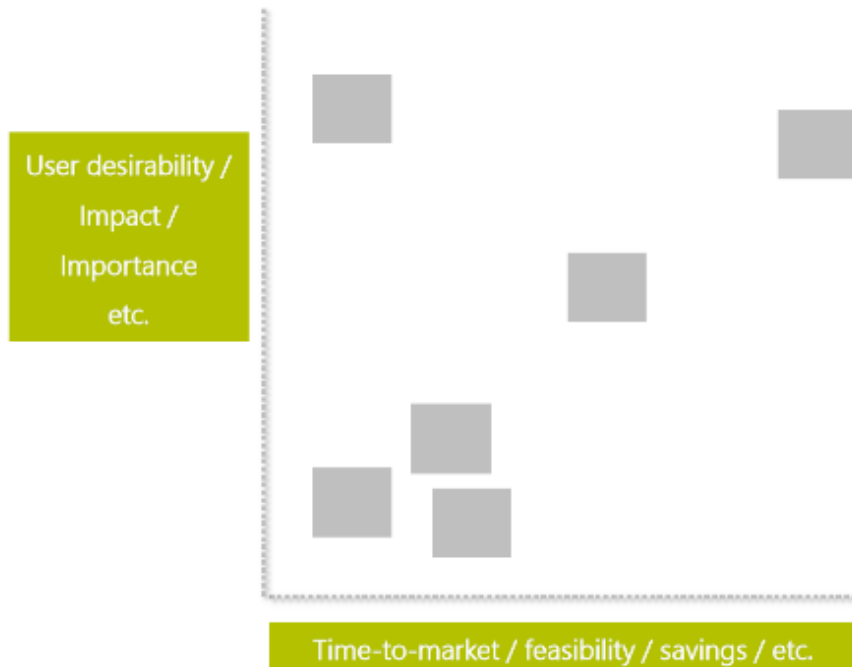 User desirability /
Impact /
Importance
etc.
Time-to-market / feasibility / savings / etc.